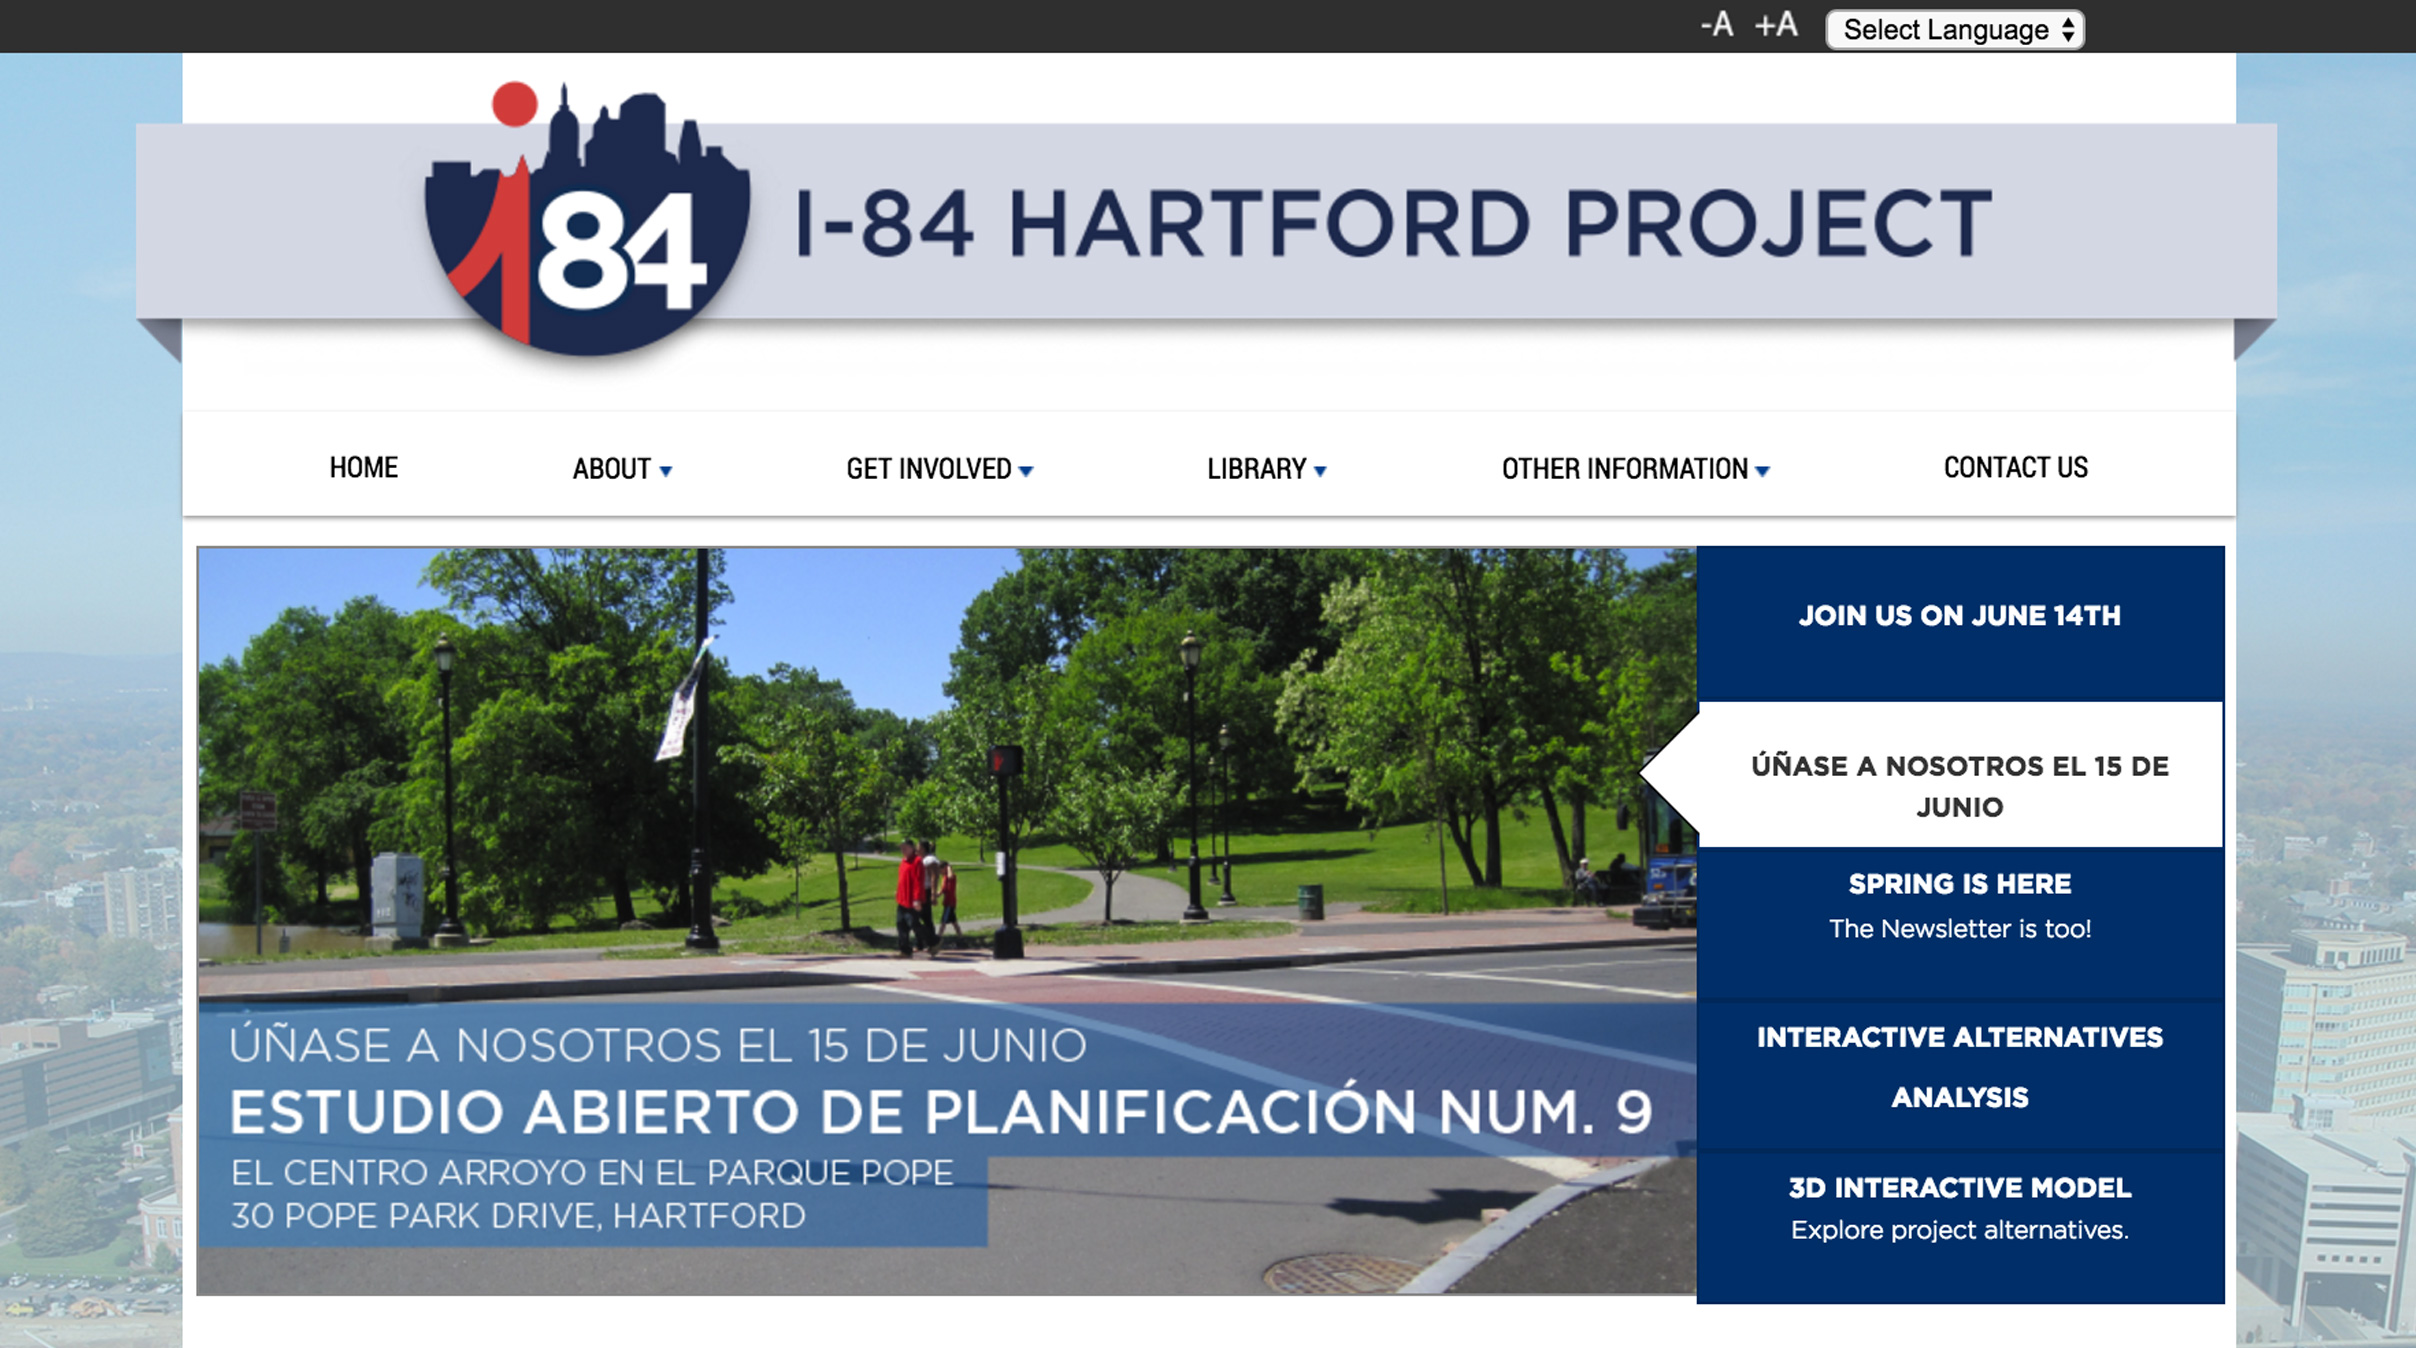 -A +A Select Language
84 I-84 HARTFORD PROJECT
HOME ABOUT GET INVOLVED LIBRARY OTHER INFORMATION CONTACT US
ÚÑASE A NOSOTROS EL 15 DE JUNIO
ESTUDIO ABIERTO DE PLANIFICACIÓN NUM. 9
EL CENTRO ARROYO EN EL PARQUE POPE
30 POPE PARK DRIVE, HARTFORD
JOIN US ON JUNE 14TH
ÚÑASE A NOSOTROS EL 15 DE
JUNIO
SPRING IS HERE
The Newsletter is too!
INTERACTIVE ALTERNATIVES
ANALYSIS
3D INTERACTIVE MODEL
Explore project alternatives.